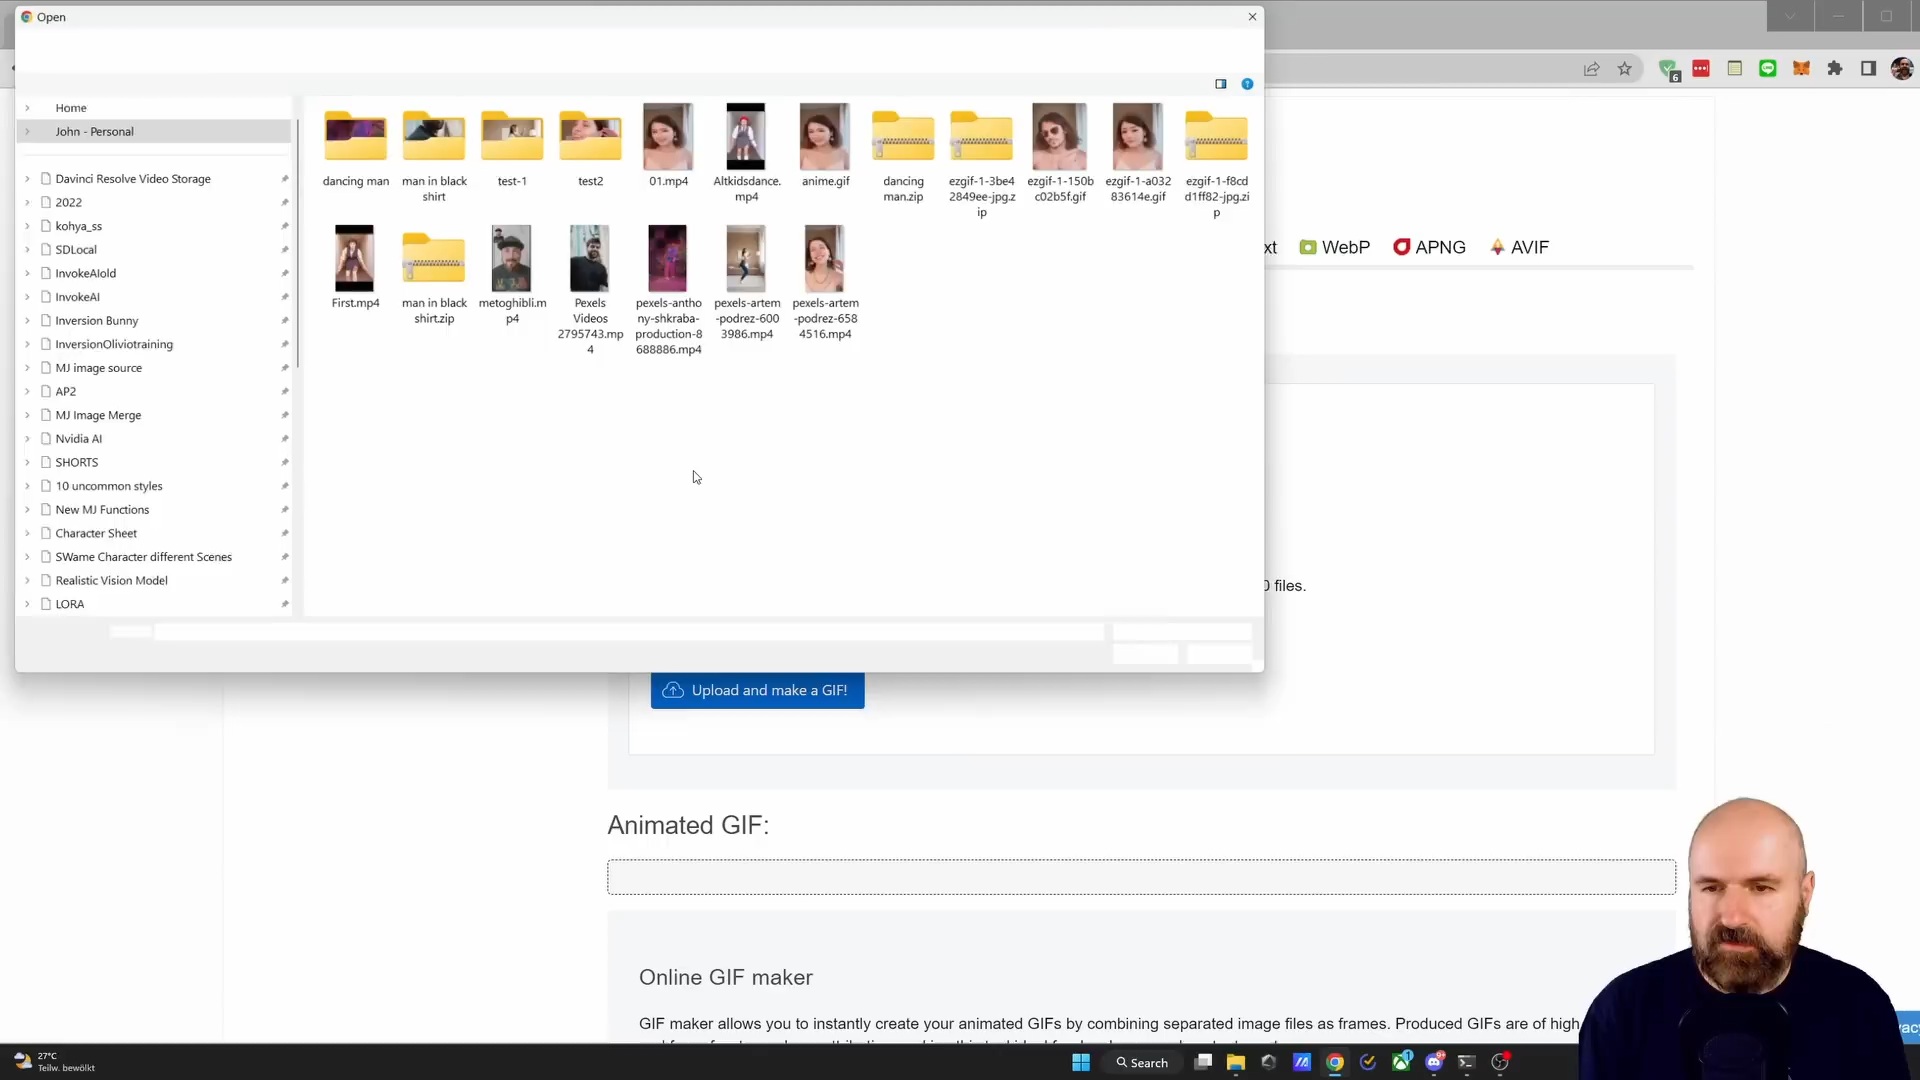 Open
Home
John - Personal
Davinci Resolve Video Storage
2022
kohya_ss
SDLocal
InvokeAIold
InvokeAI
Inversion Bunny
InversionOliviotraining
MJ image source
AP2
MJ Image Merge
Nvidia AI
SHORTS
10 uncommon styles
New MJ Functions
Character Sheet
SWame Character different Scenes
Realistic Vision Model
LORA
dancing man
man in black
shirt
test-1
test2
01.mp4
Altkidsdance.
mp4
anime.gif
dancing
man.zip
ezgif-1-3be4
2849ee-jpg.z
ip
ezgif-1-150b
c02b5f.gif
ezgif-1-a032
83614e.gif
ezgif-1-f8cd
d1ff82-jpg.zi
p
First.mp4
man in black
shirt.zip
metoghibli.m
p4
Pexels
Videos
2795743.mp
4
pexels-antho
ny-shkraba-
production-8
688886.mp4
pexels-artem
-podrez-600
3986.mp4
pexels-artem
-podrez-658
4516.mp4
6
xt
WebP
APNG
AVIF
0 files.
Upload and make a GIF!
Animated GIF:
Online GIF maker
GIF maker allows you to instantly create your animated GIFs by combining separated image files as frames. Produced GIFs are of high
27°C
Teilw. bewölkt
Search